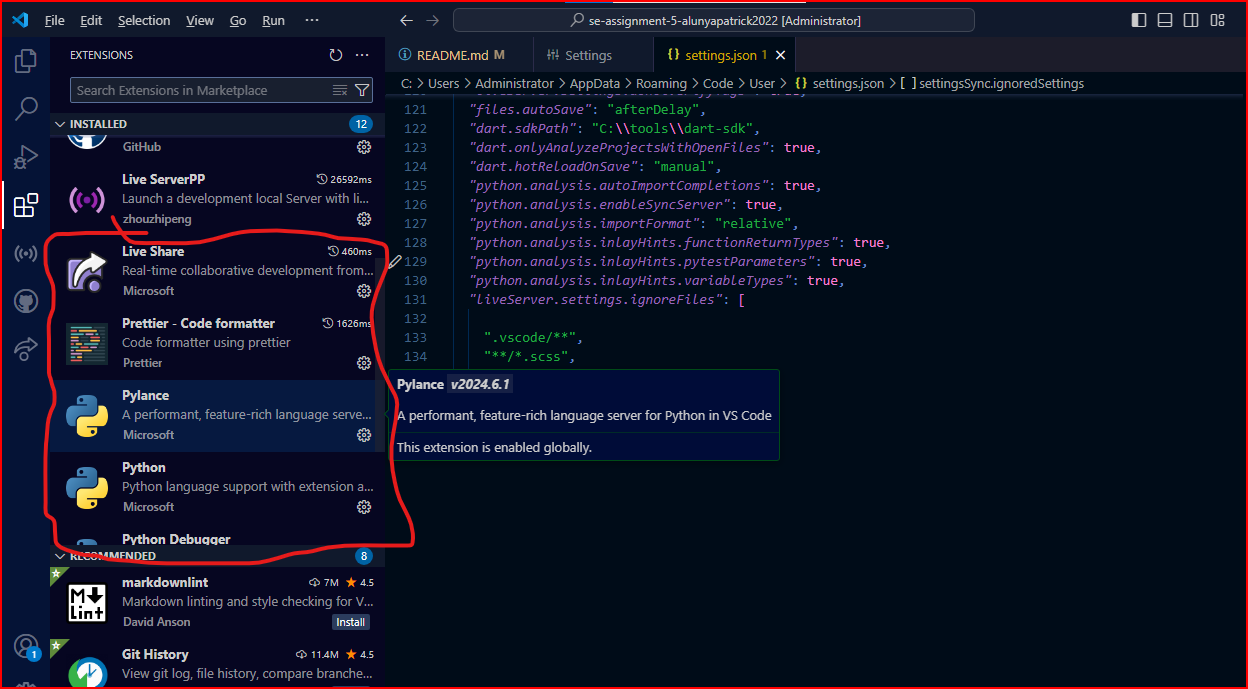 File Edit Selection View Go Run ···
se-assignment-5-alunyapatrick2022 [Administrator]
EXTENSIONS
Search Extensions in Marketplace
INSTALLED 12
GitHub
Live ServerPP 26592ms
Launch a development local Server with li...
zhouzhipeng
Live Share 460ms
Real-time collaborative development from...
Microsoft
Prettier - Code formatter 1626ms
Code formatter using prettier
Prettier
Pylance
A performant, feature-rich language serve...
Microsoft
Python
Python language support with extension a...
Microsoft
Python Debugger
RECOMMENDED 8
markdownlint 7M 4.5
Markdown linting and style checking for V...
David Anson Install
Git History 11.4M 4.5
View git log, file history, compare branche...
1
README.md M Settings {} settings.json 1
C: > Users > Administrator > AppData > Roaming > Code > User > {} settings.json > [ ] settingsSync.ignoredSettings
121 "files.autoSave": "afterDelay",
122 "dart.sdkPath": "C:\\tools\\dart-sdk",
123 "dart.onlyAnalyzeProjectsWithOpenFiles": true,
124 "dart.hotReloadOnSave": "manual",
125 "python.analysis.autoImportCompletions": true,
126 "python.analysis.enableSyncServer": true,
127 "python.analysis.importFormat": "relative",
128 "python.analysis.inlayHints.functionReturnTypes": true,
129 "python.analysis.inlayHints.pytestParameters": true,
130 "python.analysis.inlayHints.variableTypes": true,
131 "liveServer.settings.ignoreFiles": [
132
133 ".vscode/**",
134 "**/*.scss",
Pylance v2024.6.1
A performant, feature-rich language server for Python in VS Code
This extension is enabled globally.